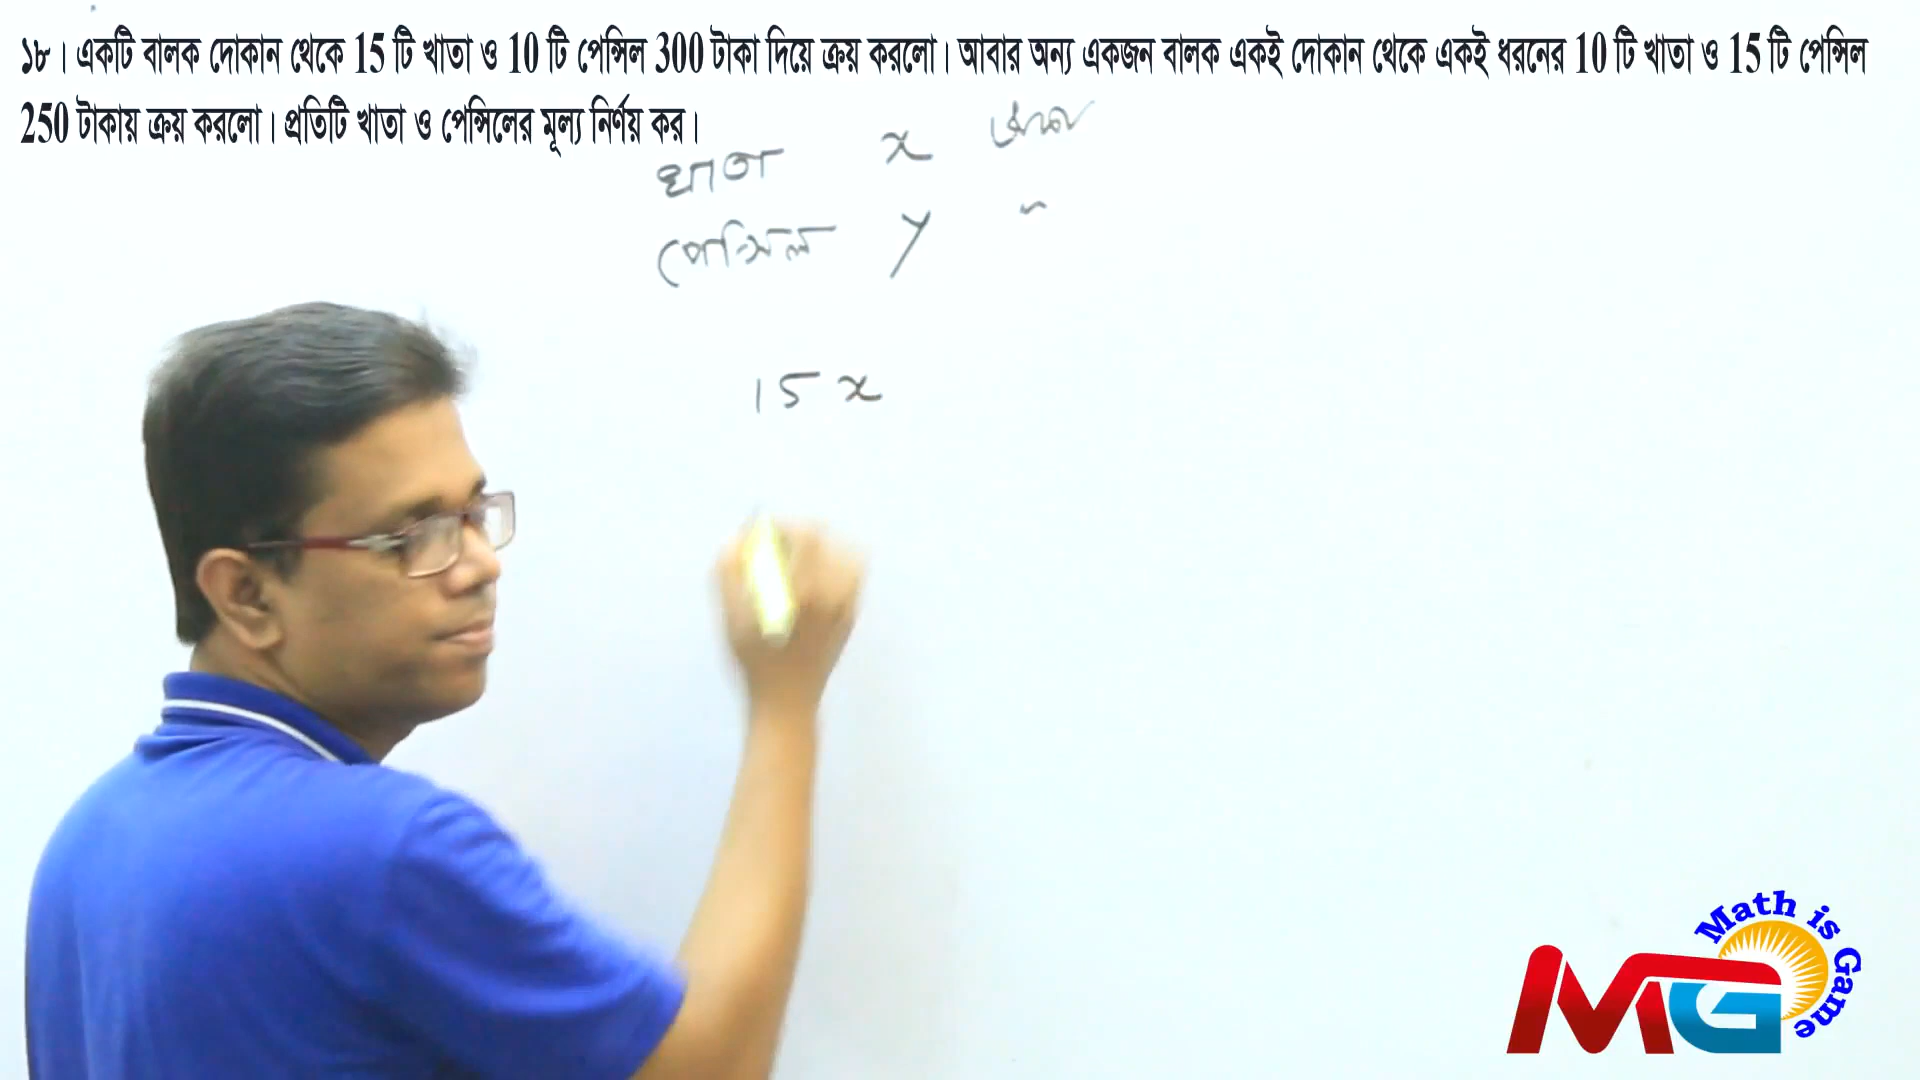 ১৮। একটি বালক দোকান থেকে 15 টি খাতা ও 10 টি পেন্সিল 300 টাকা দিয়ে ক্রয় করলো। আবার অন্য একজন বালক একই দোকান থেকে একই ধরনের 10 টি খাতা ও 15 টি পেন্সিল
250 টাকায় ক্রয় করলো। প্রতিটি খাতা ও পেন্সিলের মূল্য নির্ণয় কর।
খাতা x টাকা
পেন্সিল y "
15 x
Math is Game
MG